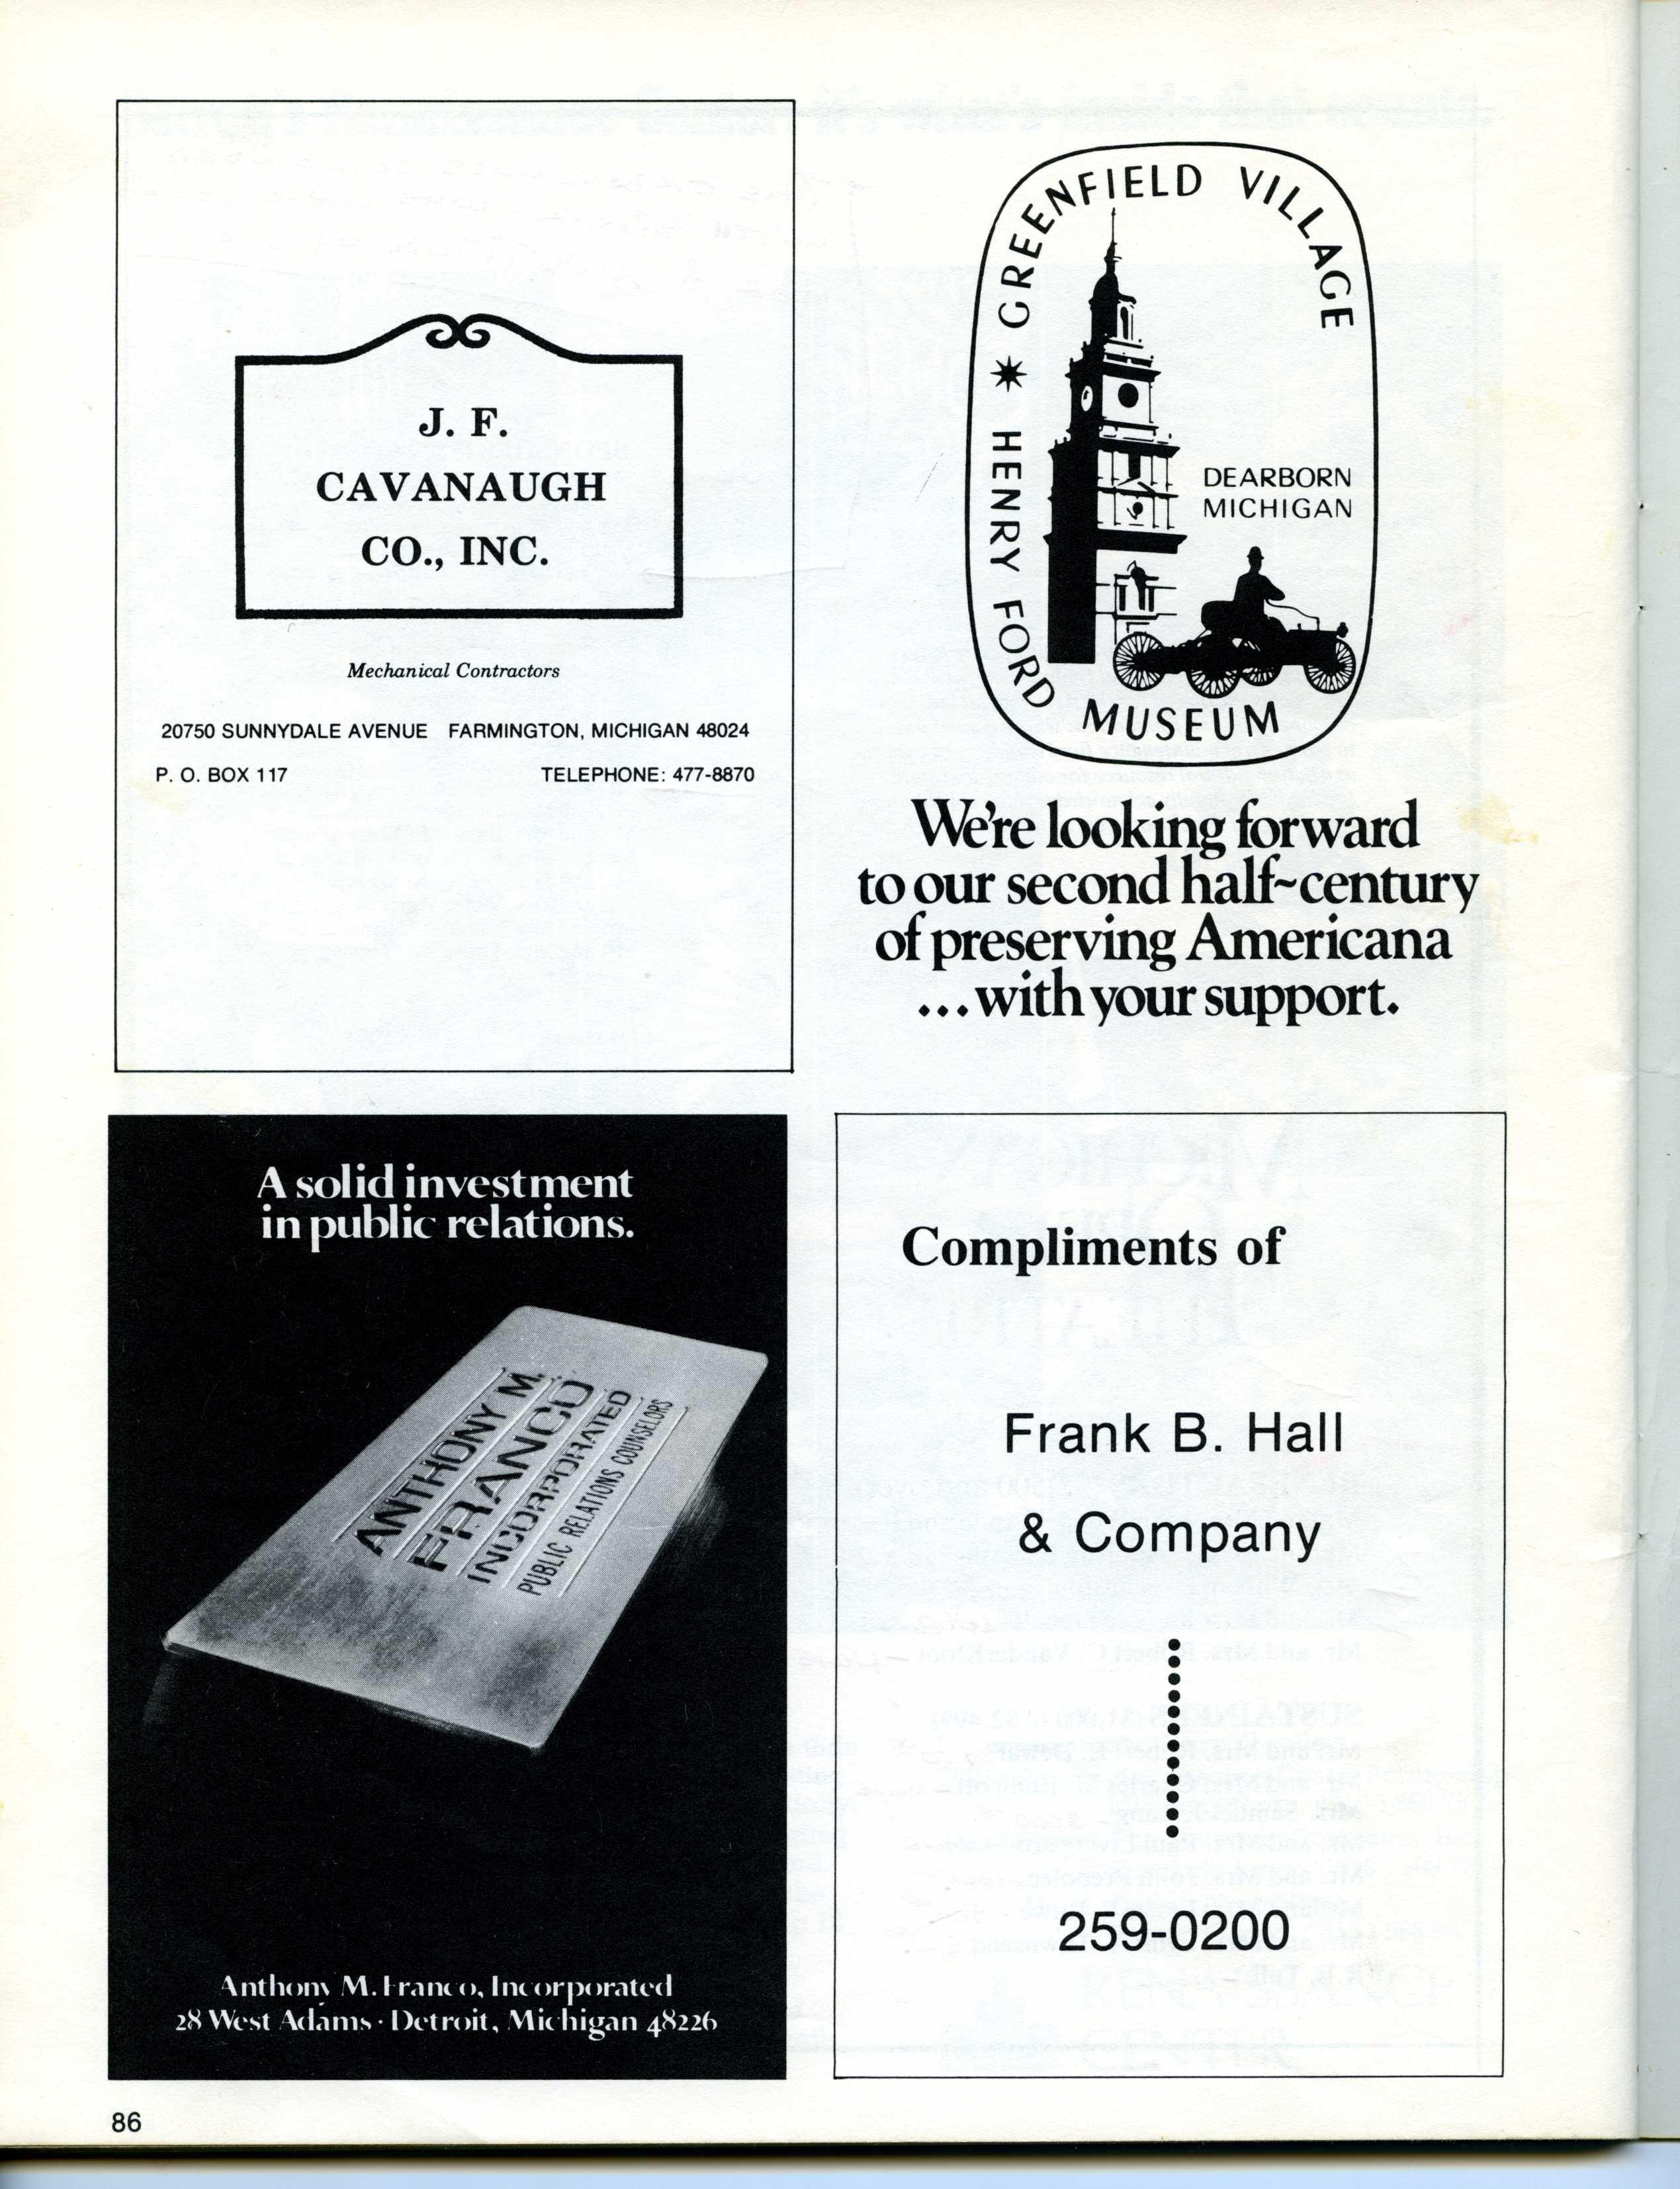 J. F.
CAVANAUGH
CO., INC.
Mechanical Contractors
20750 SUNNYDALE AVENUE FARMINGTON, MICHIGAN 48024
P. O. BOX 117 TELEPHONE: 477-8870
GREENFIELD VILLAGE
HENRY FORD MUSEUM
DEARBORN
MICHIGAN
We're looking forward
to our second half~century
of preserving Americana
...with your support.
A solid investment
in public relations.
ANTHONY M.
FRANCO
INCORPORATED
PUBLIC RELATIONS COUNSELORS
Anthony M. Franco, Incorporated
28 West Adams · Detroit, Michigan 48226
Compliments of
Frank B. Hall
& Company
259-0200
86